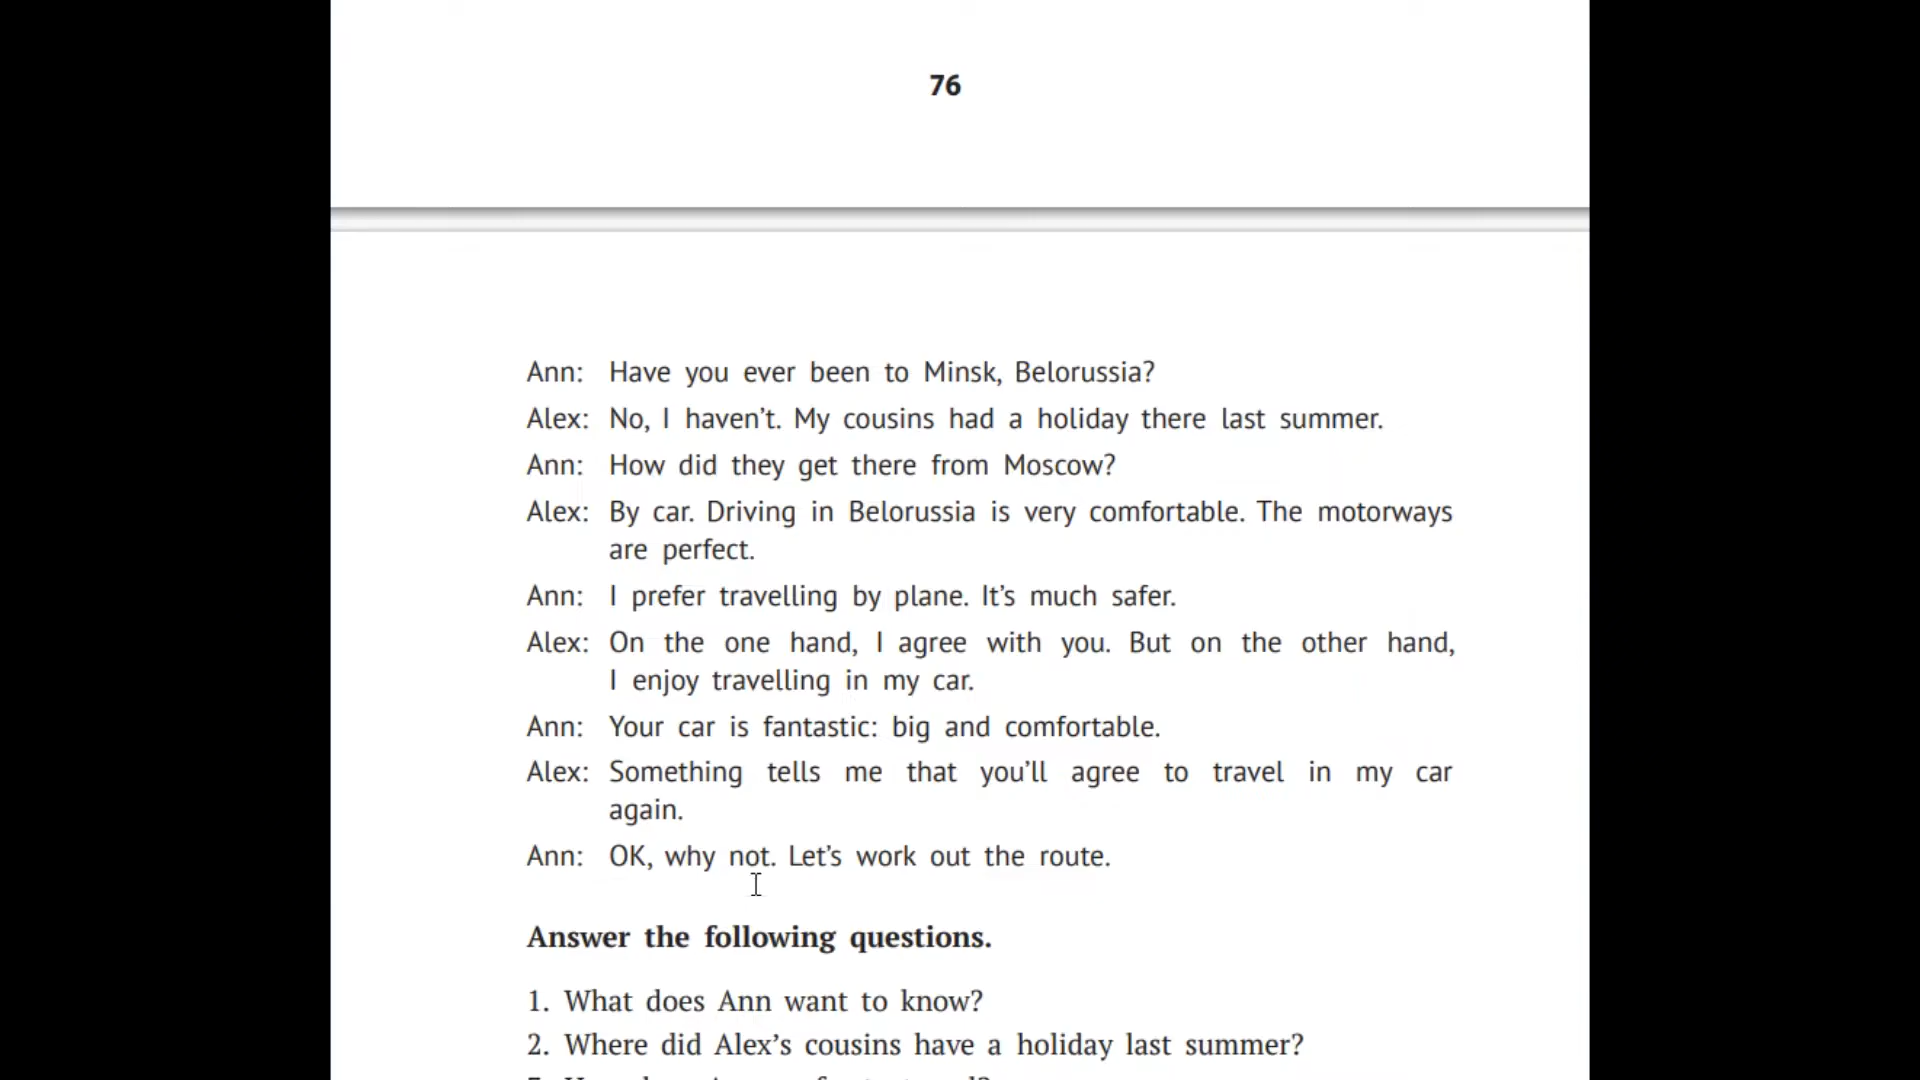 76
Ann: Have you ever been to Minsk, Belorussia?
Alex: No, I haven't. My cousins had a holiday there last summer.
Ann: How did they get there from Moscow?
Alex: By car. Driving in Belorussia is very comfortable. The motorways
are perfect.
Ann: I prefer travelling by plane. It's much safer.
Alex: On the one hand, I agree with you. But on the other hand,
I enjoy travelling in my car.
Ann: Your car is fantastic: big and comfortable.
Alex: Something tells me that you'll agree to travel in my car
again.
Ann: OK, why not. Let's work out the route.
Answer the following questions.
1. What does Ann want to know?
2. Where did Alex's cousins have a holiday last summer?